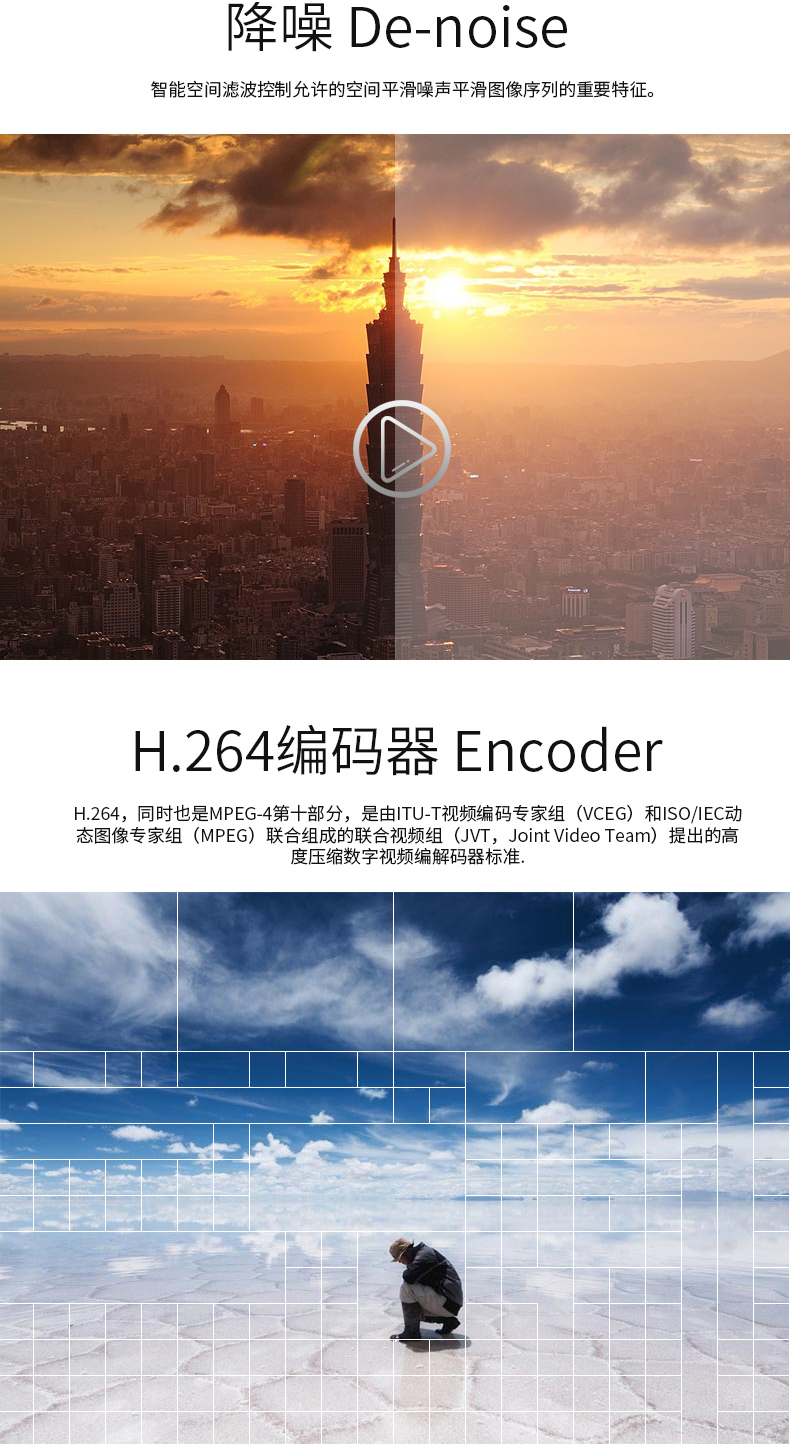 降噪 De-noise
智能空间滤波控制允许的空间平滑噪声平滑图像序列的重要特征。
H.264编码器 Encoder
H.264，同时也是MPEG-4第十部分，是由ITU-T视频编码专家组（VCEG）和ISO/IEC动
态图像专家组（MPEG）联合组成的联合视频组（JVT，Joint Video Team）提出的高
度压缩数字视频编解码器标准.